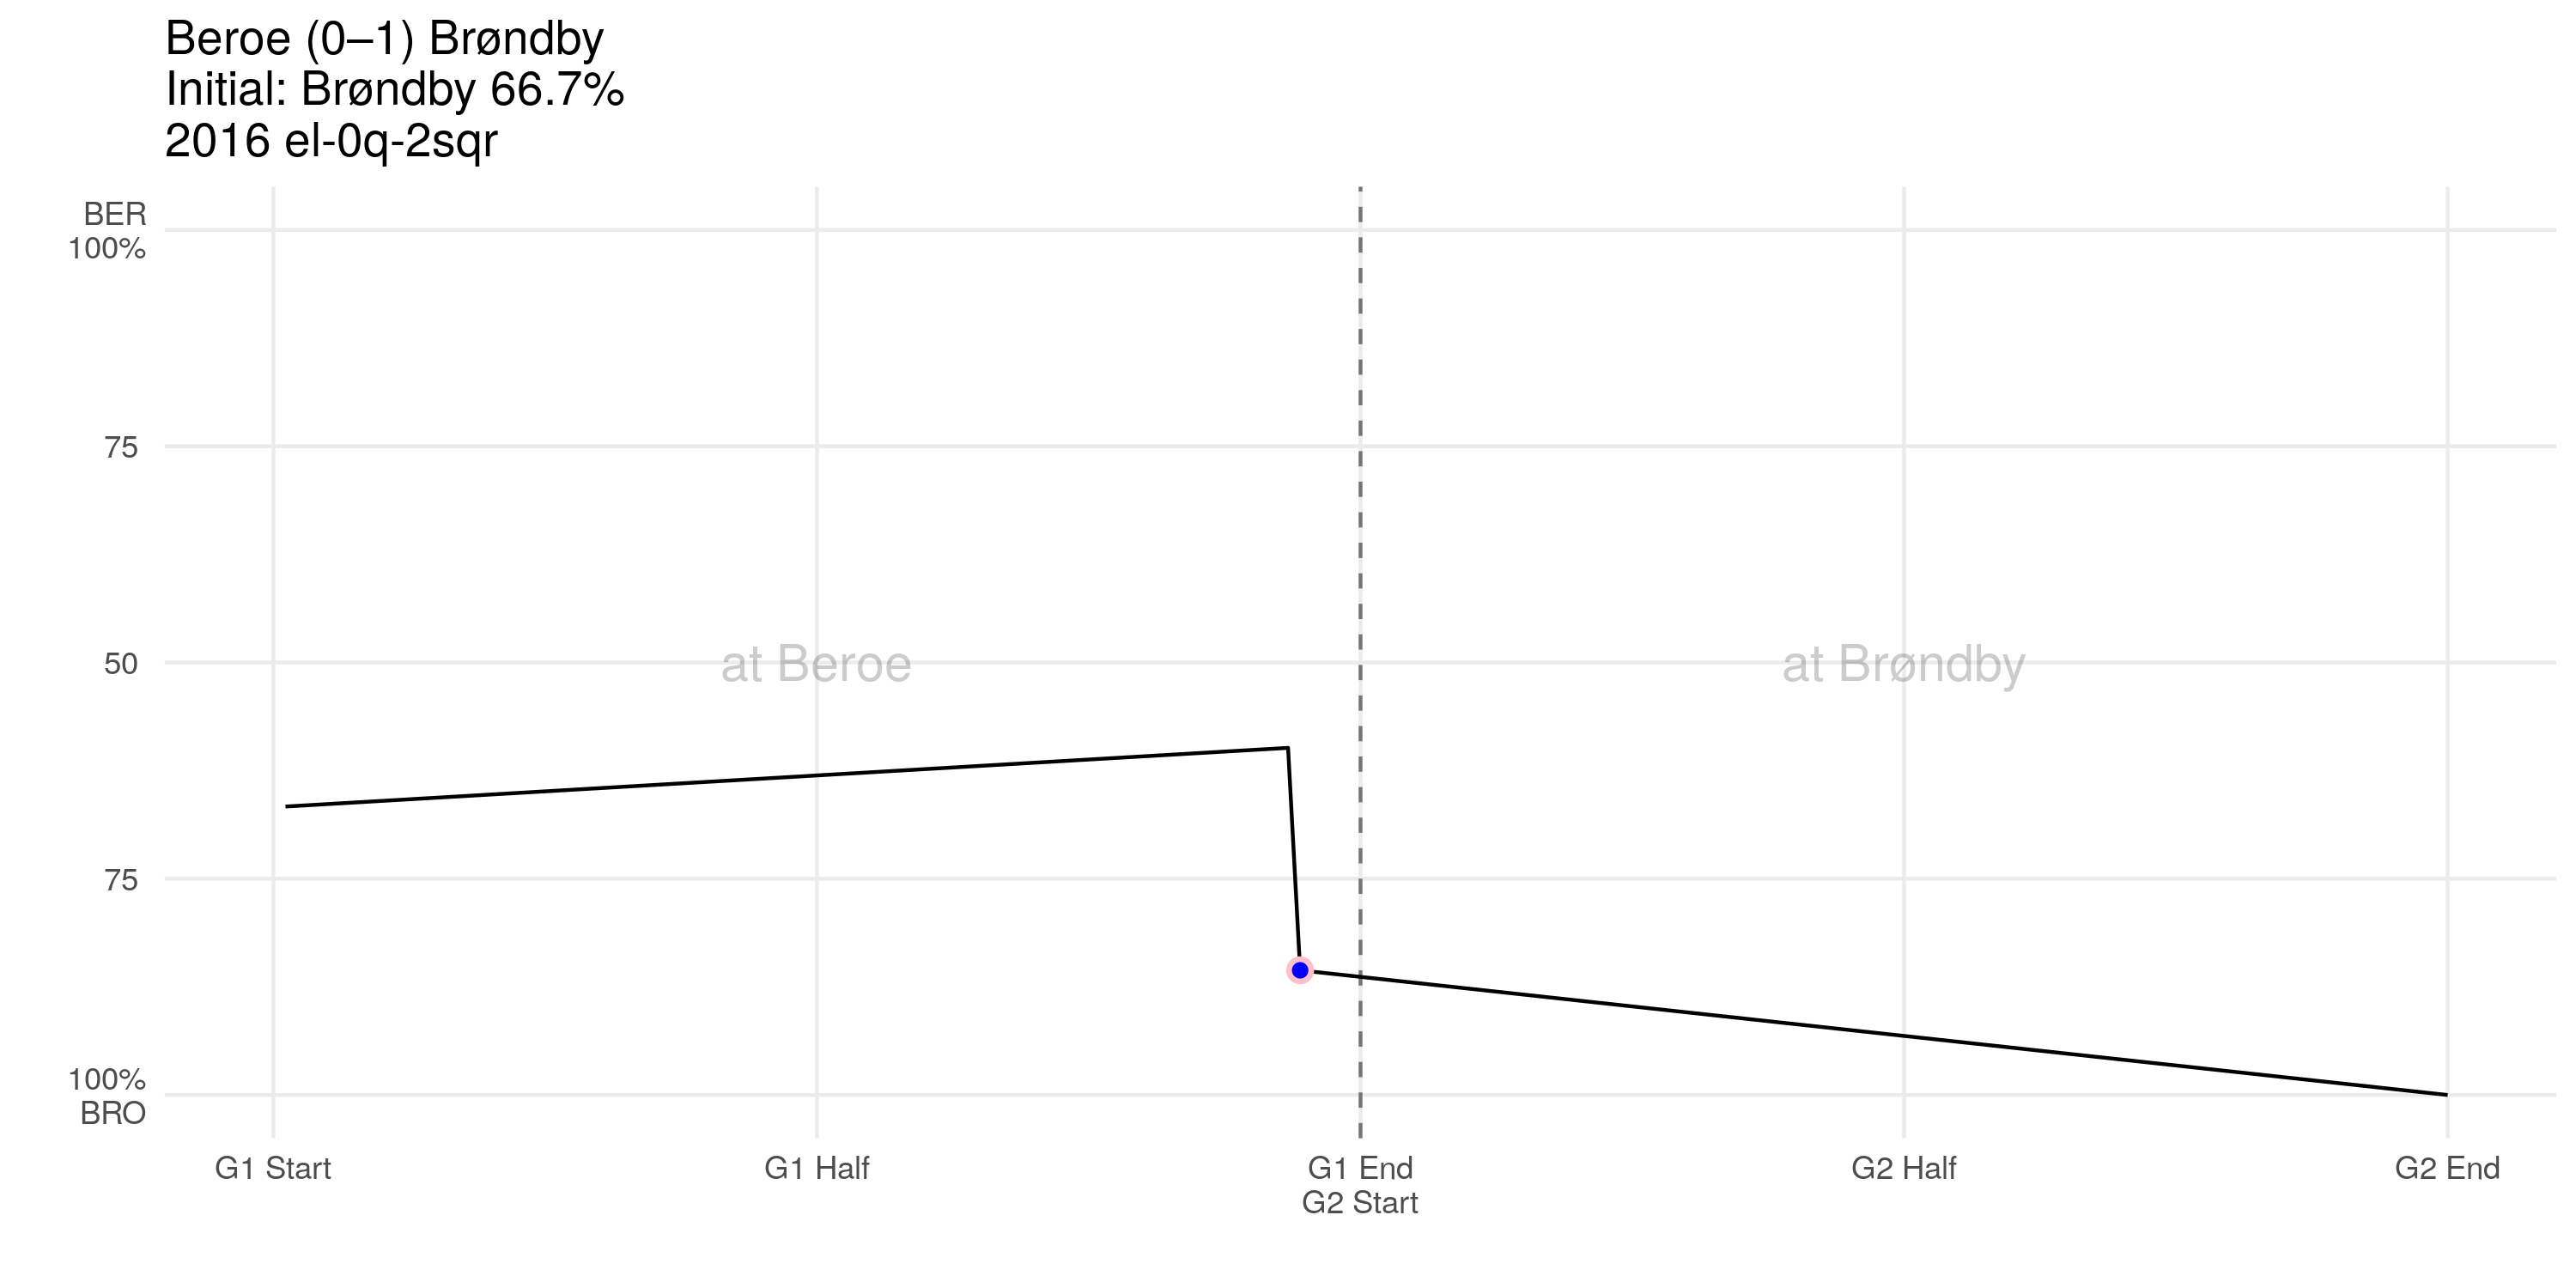 Beroe (0–1) Brøndby
Initial: Brøndby 66.7%
2016 el-0q-2sqr
BER
100%
75
50
75
100%
BRO
at Beroe
at Brøndby
G1 Start
G1 Half
G1 End
G2 Start
G2 Half
G2 End